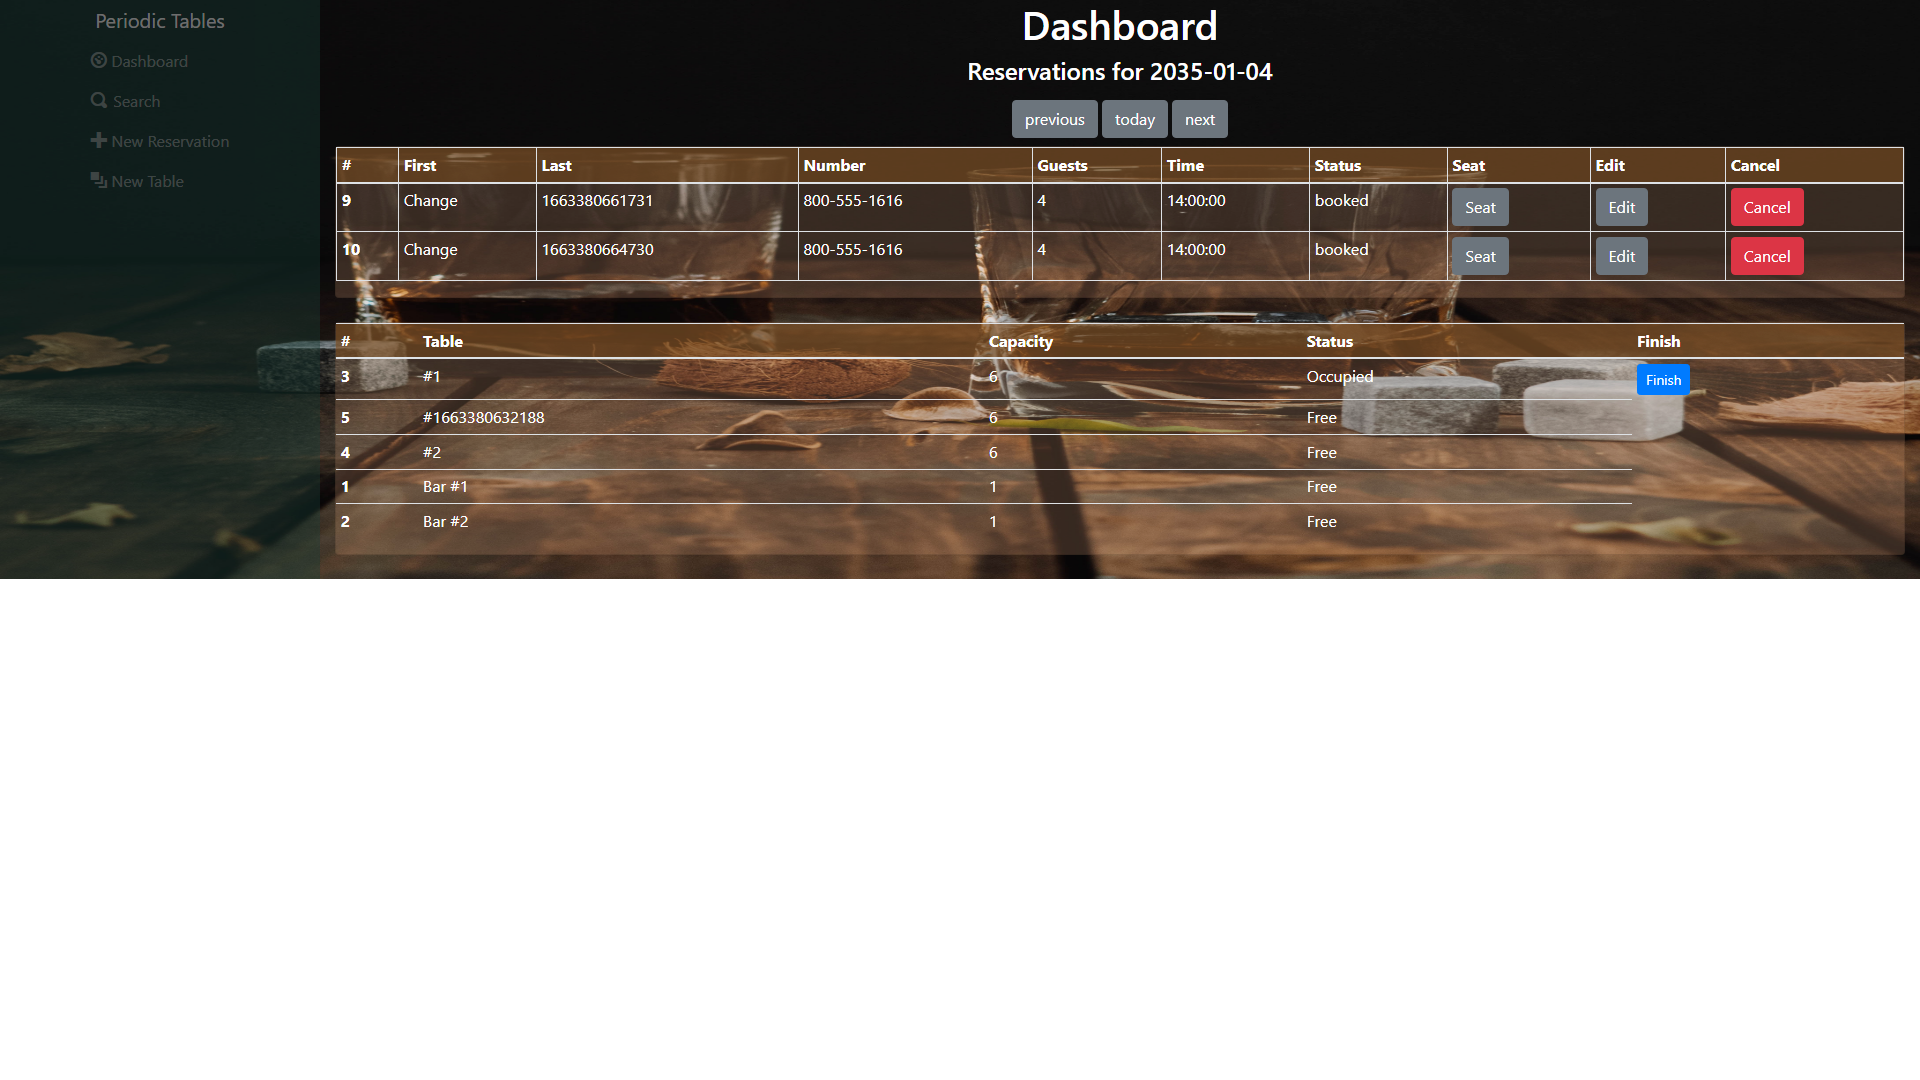 Periodic Tables
Dashboard
Search
New Reservation
New Table
Dashboard
Reservations for 2035-01-04
previous today next
# First Last Number Guests Time Status Seat Edit Cancel
9 Change 1663380661731 800-555-1616 4 14:00:00 booked Seat Edit Cancel
10 Change 1663380664730 800-555-1616 4 14:00:00 booked Seat Edit Cancel
# Table Capacity Status Finish
3 #1 6 Occupied Finish
5 #1663380632188 6 Free
4 #2 6 Free
1 Bar #1 1 Free
2 Bar #2 1 Free